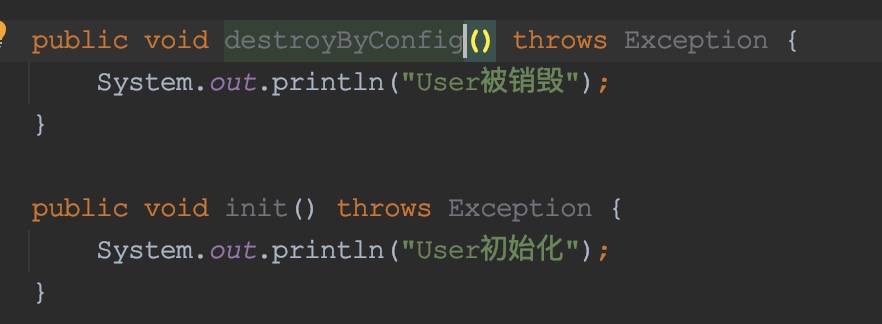 public void destroyByConfig() throws Exception {
System.out.println("User被销毁");
}
public void init() throws Exception {
System.out.println("User初始化");
}